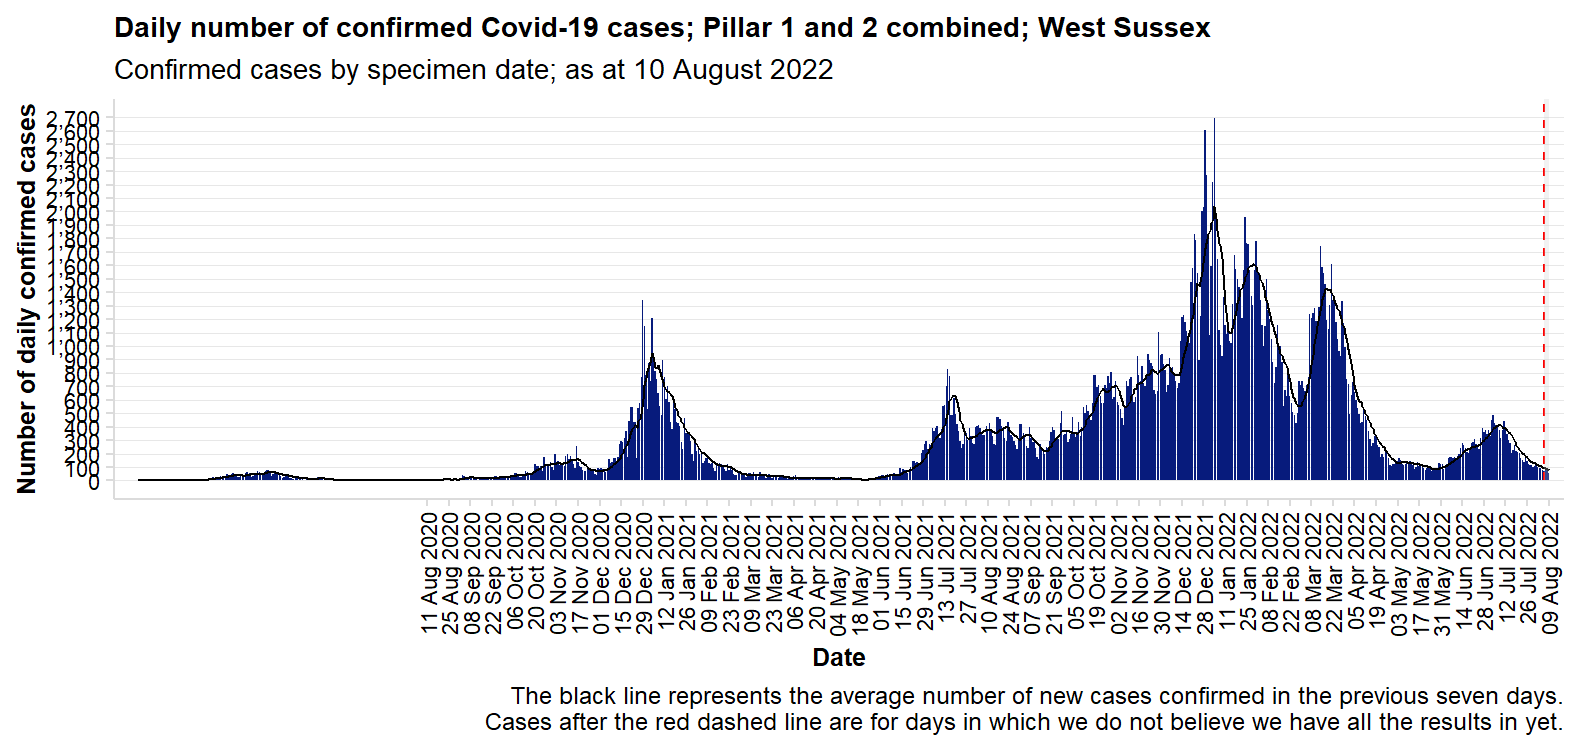 Daily number of confirmed Covid-19 cases; Pillar 1 and 2 combined; West Sussex
Confirmed cases by specimen date; as at 10 August 2022
Number of daily confirmed cases
2,700
2,600
2,500
2,400
2,300
2,200
2,100
2,000
1,900
1,800
1,700
1,600
1,500
1,400
1,300
1,200
1,100
1,000
900
800
700
600
500
400
300
200
100
0
11 Aug 2020
25 Aug 2020
08 Sep 2020
22 Sep 2020
06 Oct 2020
20 Oct 2020
03 Nov 2020
17 Nov 2020
01 Dec 2020
15 Dec 2020
29 Dec 2020
12 Jan 2021
26 Jan 2021
09 Feb 2021
23 Feb 2021
09 Mar 2021
23 Mar 2021
06 Apr 2021
20 Apr 2021
04 May 2021
18 May 2021
01 Jun 2021
15 Jun 2021
29 Jun 2021
13 Jul 2021
27 Jul 2021
10 Aug 2021
24 Aug 2021
07 Sep 2021
21 Sep 2021
05 Oct 2021
19 Oct 2021
02 Nov 2021
16 Nov 2021
30 Nov 2021
14 Dec 2021
28 Dec 2021
11 Jan 2022
25 Jan 2022
08 Feb 2022
22 Feb 2022
08 Mar 2022
22 Mar 2022
05 Apr 2022
19 Apr 2022
03 May 2022
17 May 2022
31 May 2022
14 Jun 2022
28 Jun 2022
12 Jul 2022
26 Jul 2022
09 Aug 2022
Date
The black line represents the average number of new cases confirmed in the previous seven days.
Cases after the red dashed line are for days in which we do not believe we have all the results in yet.